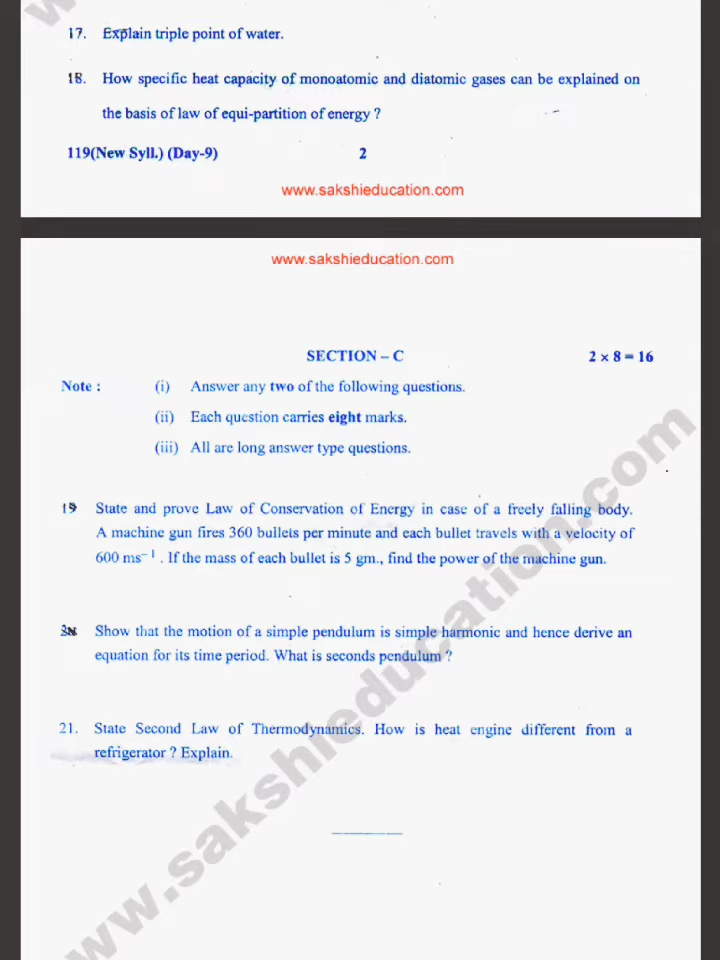 17. Explain triple point of water.
18. How specific heat capacity of monoatomic and diatomic gases can be explained on
the basis of law of equi-partition of energy ?
119(New Syll.) (Day-9) 2
www.sakshieducation.com
www.sakshieducation.com
SECTION – C 2 × 8 = 16
Note : (i) Answer any two of the following questions.
(ii) Each question carries eight marks.
(iii) All are long answer type questions.
19 State and prove Law of Conservation of Energy in case of a freely falling body.
A machine gun fires 360 bullets per minute and each bullet travels with a velocity of
600 ms⁻¹ . If the mass of each bullet is 5 gm., find the power of the machine gun.
Show that the motion of a simple pendulum is simple harmonic and hence derive an
equation for its time period. What is seconds pendulum ?
21. State Second Law of Thermodynamics. How is heat engine different from a
refrigerator ? Explain.
www.sakshieducation.com